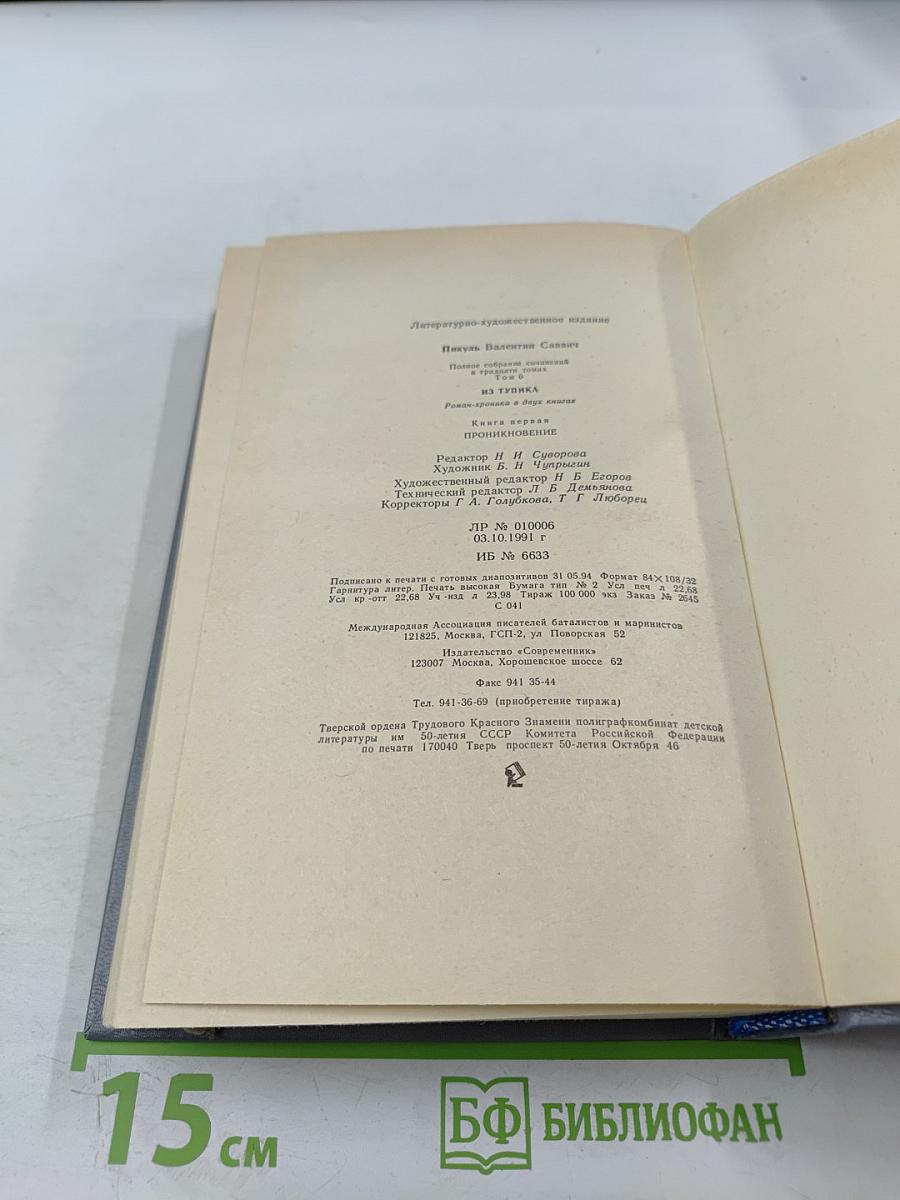 Литературно-художественное издание
Пикуль Валентин Саввич
Полное собрание сочинений
в тридцати томах
Том 6
ИЗ ТУПИКА
Роман-хроника в двух книгах
Книга первая
ПРОНИКНОВЕНИЕ
Редактор Н И Суворова
Художник Б. Н Чупрыгин
Художественный редактор Н Б Егоров
Технический редактор Л Б Демьянова
Корректоры Г А. Голубкова, Т Г Люборец
ЛР № 010006
03.10.1991 г
ИБ № 6633
Подписано к печати с готовых диапозитивов 31 05.94 Формат 84×108/32
Гарнитура литер. Печать высокая Бумага тип № 2 Усл печ л 22,68
Усл кр -отт 22,68 Уч -изд л 23,98 Тираж 100 000 экз Заказ № 2645
С 041
Международная Ассоциация писателей баталистов и маринистов
121825, Москва, ГСП-2, ул Поворская 52
Издательство «Современник»
123007 Москва, Хорошевское шоссе 62
Факс 941 35-44
Тел. 941-36-69 (приобретение тиража)
Тверской ордена Трудового Красного Знамени полиграфкомбинат детской
литературы им 50-летия СССР Комитета Российской Федерации
по печати 170040 Тверь проспект 50-летия Октября 46
15 см
БФ БИБЛИОФАН